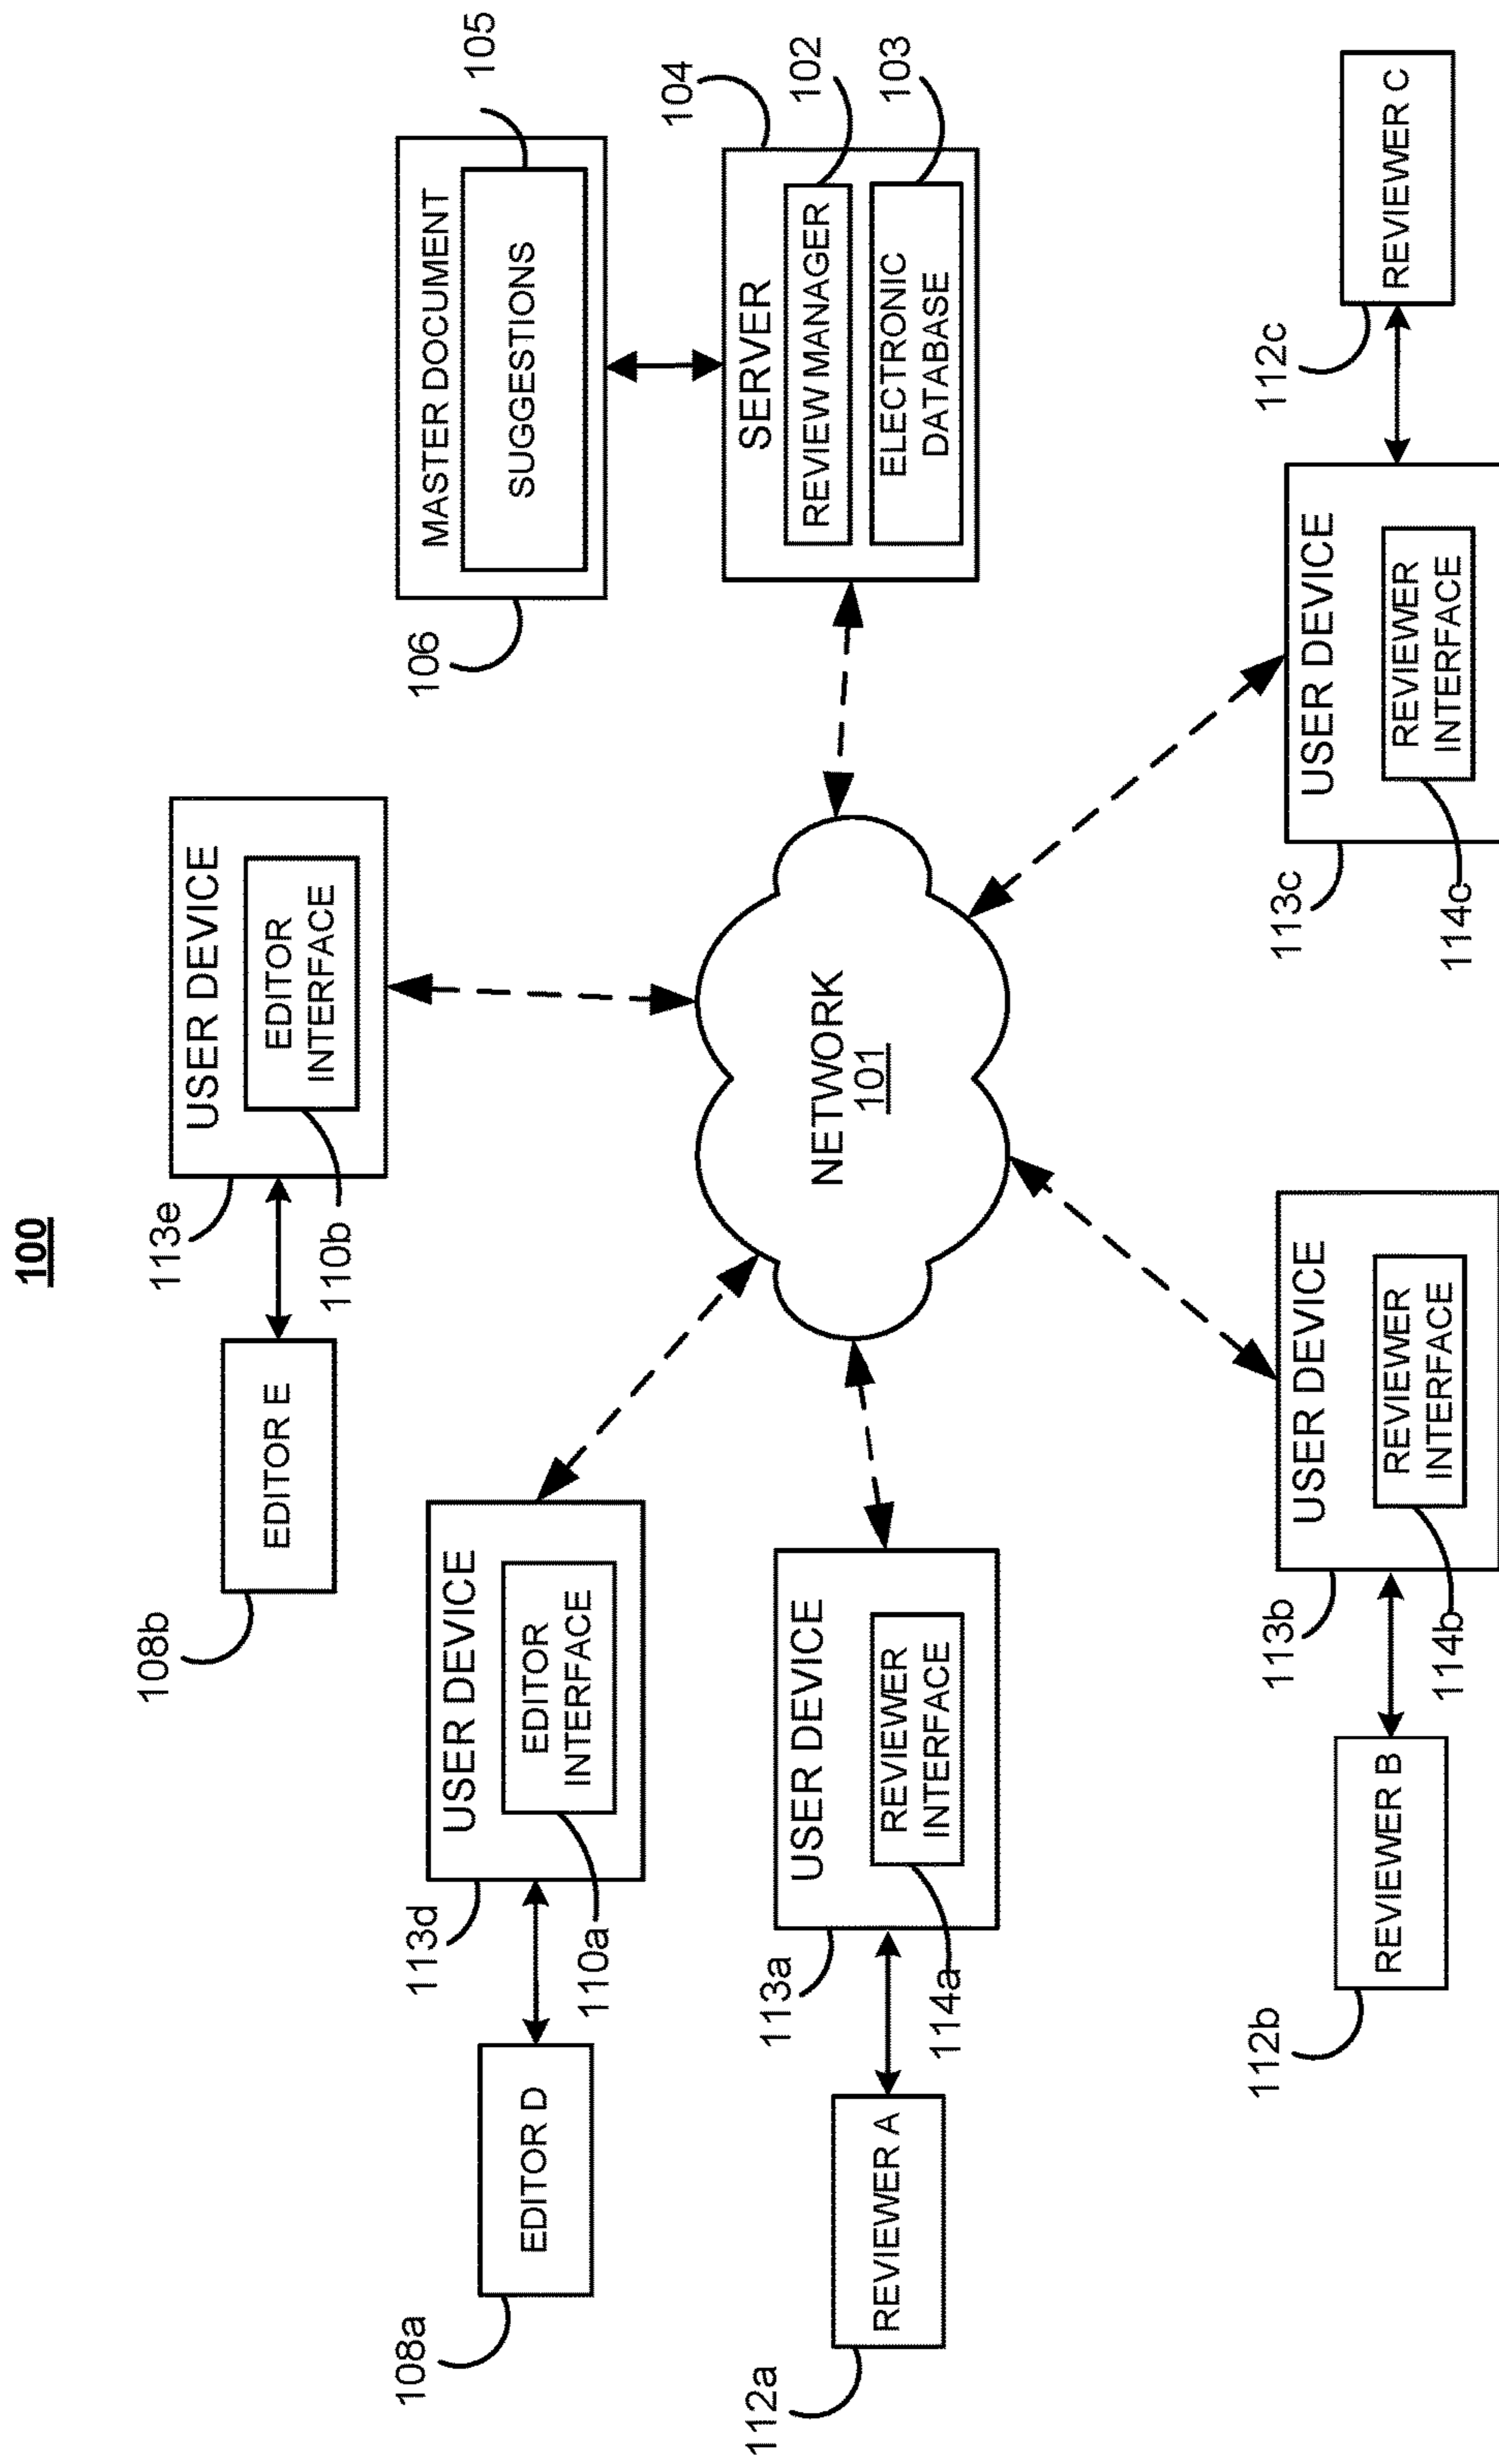 100
108b
EDITOR E
113e
USER DEVICE
EDITOR
INTERFACE
110b
106
MASTER DOCUMENT
SUGGESTIONS
105
108a
EDITOR D
113d
USER DEVICE
EDITOR
INTERFACE
110a
NETWORK
101
SERVER
104
REVIEW MANAGER
102
ELECTRONIC
DATABASE
103
112a
REVIEWER A
113a
USER DEVICE
REVIEWER
INTERFACE
114a
112b
REVIEWER B
113b
USER DEVICE
REVIEWER
INTERFACE
114b
113c
USER DEVICE
REVIEWER
INTERFACE
114c
112c
REVIEWER C